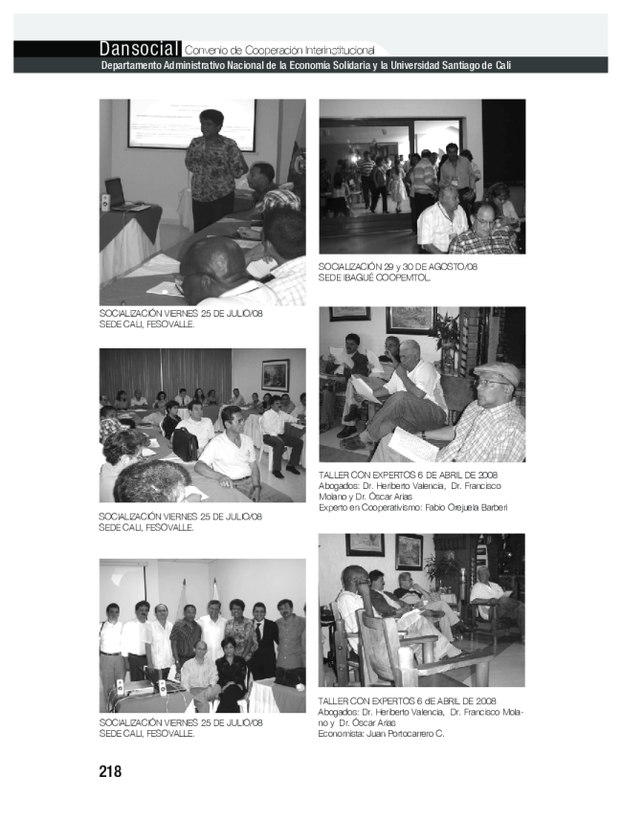 Dansocial Convenio de Cooperación Interinstitucional
Departamento Administrativo Nacional de la Economía Solidaria y la Universidad Santiago de Cali
SOCIALIZACIÓN VIERNES 25 DE JULIO/08
SEDE CALI, FESOVALLE.
SOCIALIZACIÓN VIERNES 25 DE JULIO/08
SEDE CALI, FESOVALLE.
SOCIALIZACIÓN VIERNES 25 DE JULIO/08
SEDE CALI, FESOVALLE.
SOCIALIZACIÓN 29 y 30 DE AGOSTO/08
SEDE IBAGUÉ COOPEMTOL.
TALLER CON EXPERTOS 6 DE ABRIL DE 2008
Abogados: Dr. Heriberto Valencia, Dr. Francisco
Molano y Dr. Óscar Arias
Experto en Cooperativismo: Fabio Orejuela Barberi
TALLER CON EXPERTOS 6 dE ABRIL DE 2008
Abogados: Dr. Heriberto Valencia, Dr. Francisco Mola-
no y Dr. Óscar Arias
Economista: Juan Portocarrero C.
218